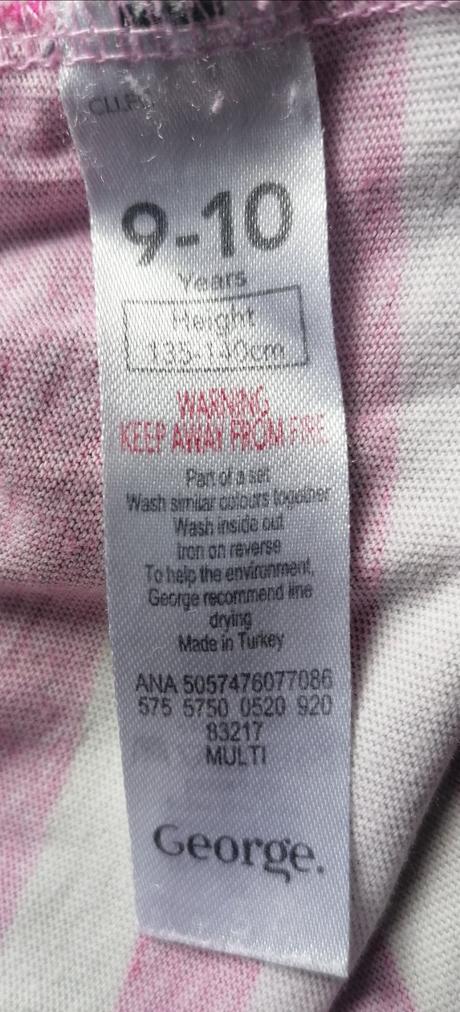 9-10
Years
Height
135-140cm
WARNING
KEEP AWAY FROM FIRE
Part of a set
Wash similar colours together
Wash inside out
Iron on reverse
To help the environment,
George recommend line
drying
Made in Turkey
ANA 5057476077086
575 5750 0520 920
83217
MULTI
George.